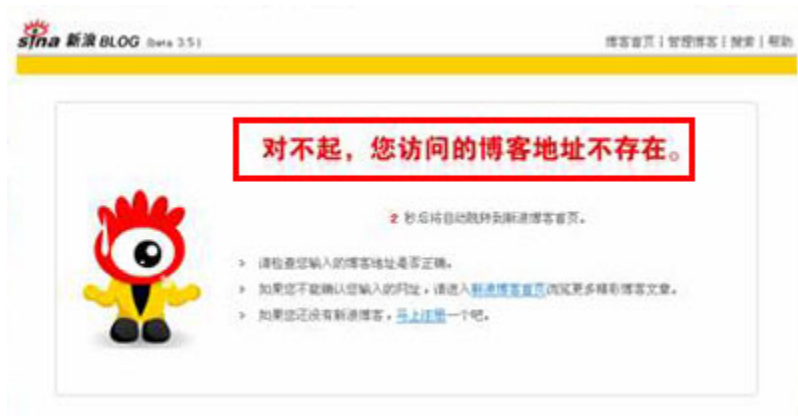 sina 新浪 BLOG (beta 3.5)
博客首页 | 管理博客 | 搜索 | 帮助
对不起，您访问的博客地址不存在。
2 秒后将自动跳转到新浪博客首页。
> 请检查您输入的博客地址是否正确。
> 如果您不能确认您输入的网址，请进入新浪博客首页浏览更多精彩博客文章。
> 如果您还没有新浪博客，马上注册一个吧。